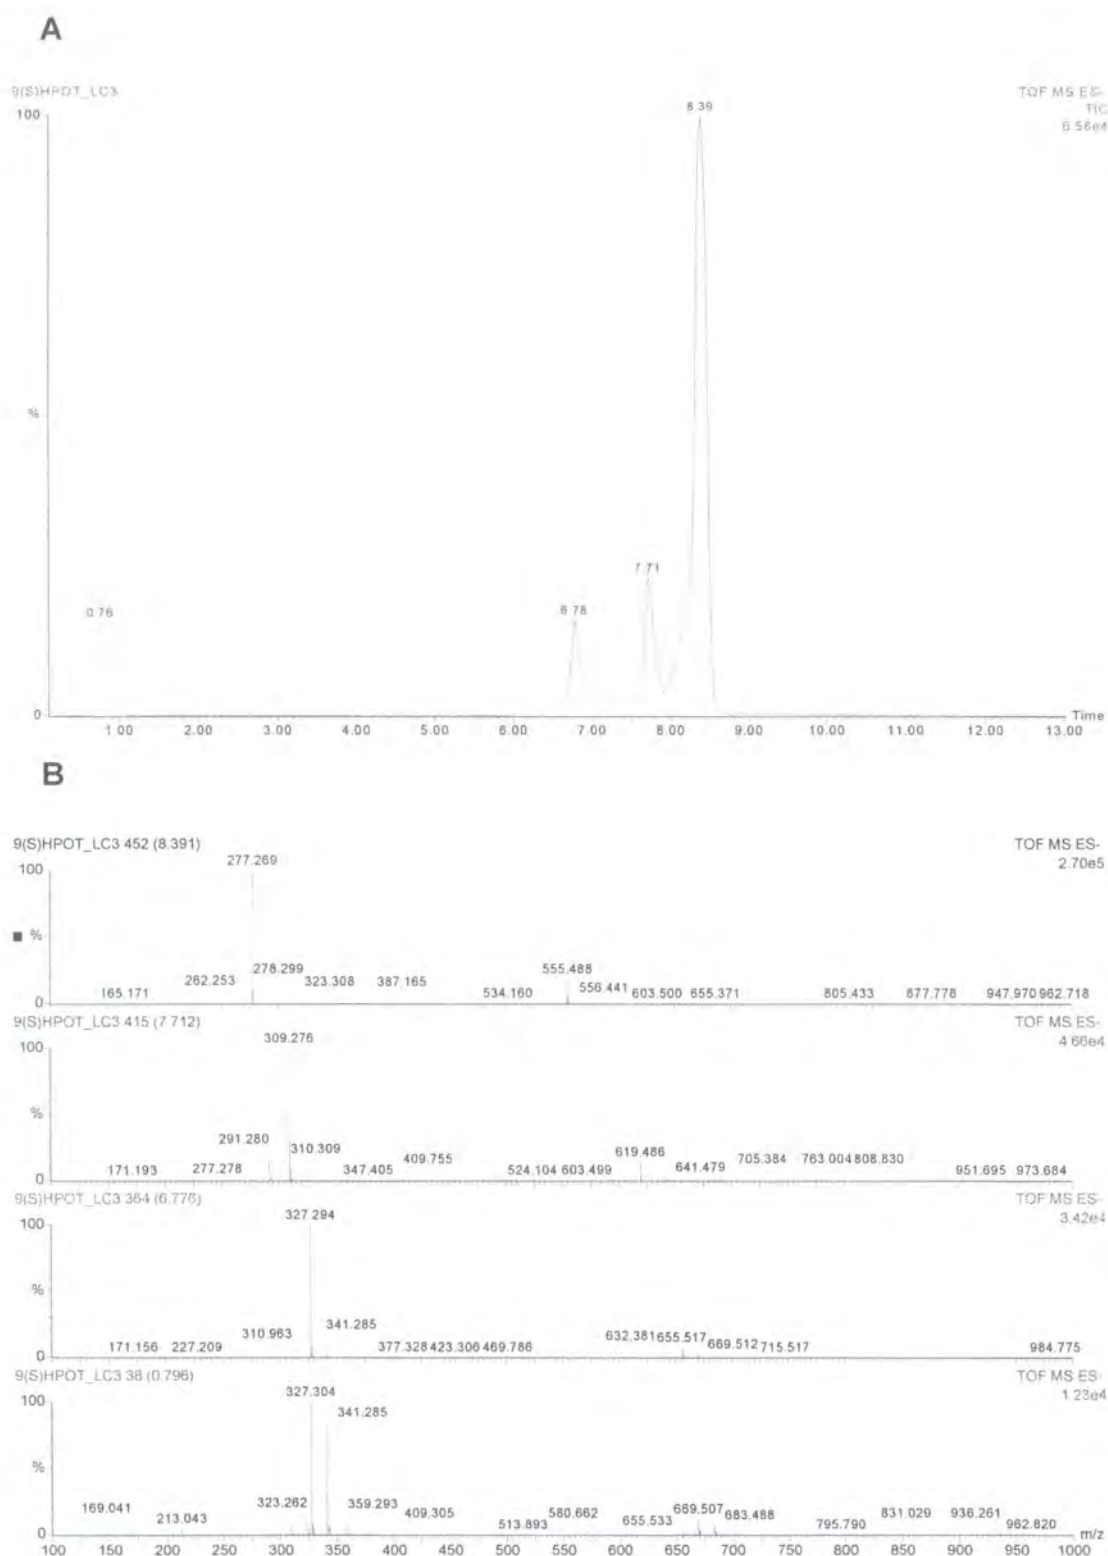 A
9(S)HPDT_LC3
TOF MS ES-
TIC
6.56e4
100
8.39
%
7.71
6.78
0.76
0
1.00 2.00 3.00 4.00 5.00 6.00 7.00 8.00 9.00 10.00 11.00 12.00 13.00
Time
B
9(S)HPOT_LC3 452 (8.391)
TOF MS ES-
2.70e5
100
277.269
%
262.253 278.299 323.308 387.165 555.488
165.171 534.160 556.441 603.500 655.371 805.433 877.778 947.970 962.718
0
9(S)HPOT_LC3 415 (7.712)
TOF MS ES-
4.66e4
309.276
100
%
291.280 310.309 409.755 619.486 705.384 763.004 808.830
171.193 277.278 347.405 524.104 603.499 641.479 951.695 973.684
0
9(S)HPOT_LC3 364 (6.776)
TOF MS ES-
3.42e4
327.294
100
%
310.963 341.285 632.381 655.517
171.156 227.209 377.328 423.306 469.786 669.512 715.517 984.775
0
9(S)HPOT_LC3 38 (0.796)
TOF MS ES-
1.23e4
327.304
100
341.285
%
169.041 323.262 359.293 409.305 580.662 669.507 683.488 831.029 936.261
213.043 513.893 655.533 795.790 962.820
0
m/z
100 150 200 250 300 350 400 450 500 550 600 650 700 750 800 850 900 950 1000